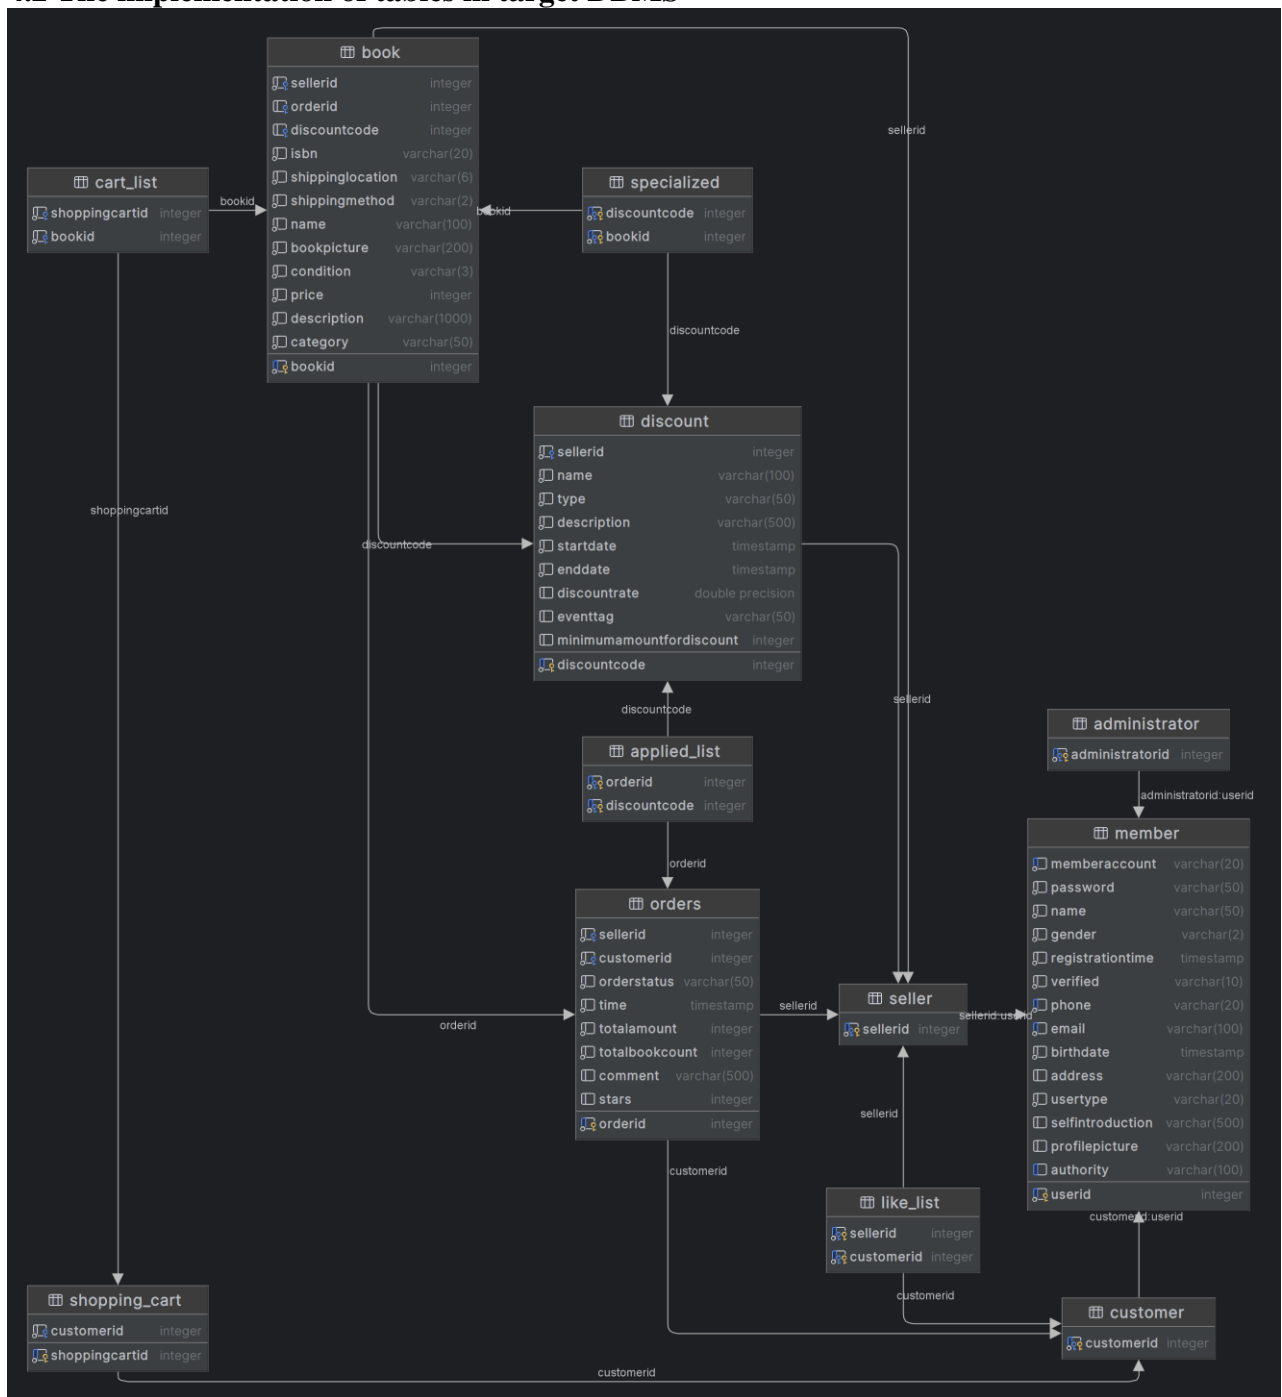 4.2 The implementation of tables in target DBMS
book
sellerid integer
orderid integer
discountcode integer
isbn varchar(20)
shippinglocation varchar(6)
shippingmethod varchar(2)
name varchar(100)
bookpicture varchar(200)
condition varchar(3)
price integer
description varchar(1000)
category varchar(50)
bookid integer
sellerid
cart_list
shoppingcartid integer
bookid integer
bookid
specialized
discountcode integer
bookid integer
bookid
discountcode
discount
sellerid integer
name varchar(100)
type varchar(50)
description varchar(500)
startdate timestamp
enddate timestamp
discountrate double precision
eventtag varchar(50)
minimumamountfordiscount integer
discountcode integer
shoppingcartid
discountcode
sellerid
discountcode
applied_list
orderid integer
discountcode integer
orderid
administrator
administratorid integer
administratorid:userid
member
memberaccount varchar(20)
password varchar(50)
name varchar(50)
gender varchar(2)
registrationtime timestamp
verified varchar(10)
phone varchar(20)
email varchar(100)
birthdate timestamp
address varchar(200)
usertype varchar(20)
selfintroduction varchar(500)
profilepicture varchar(200)
authority varchar(100)
userid integer
orders
sellerid integer
customerid integer
orderstatus varchar(50)
time timestamp
totalamount integer
totalbookcount integer
comment varchar(500)
stars integer
orderid integer
orderid
sellerid
seller
sellerid integer
sellerid:userid
sellerid
customerid
like_list
sellerid integer
customerid integer
customerid
customerid:userid
customer
customerid integer
shopping_cart
customerid integer
shoppingcartid integer
customerid